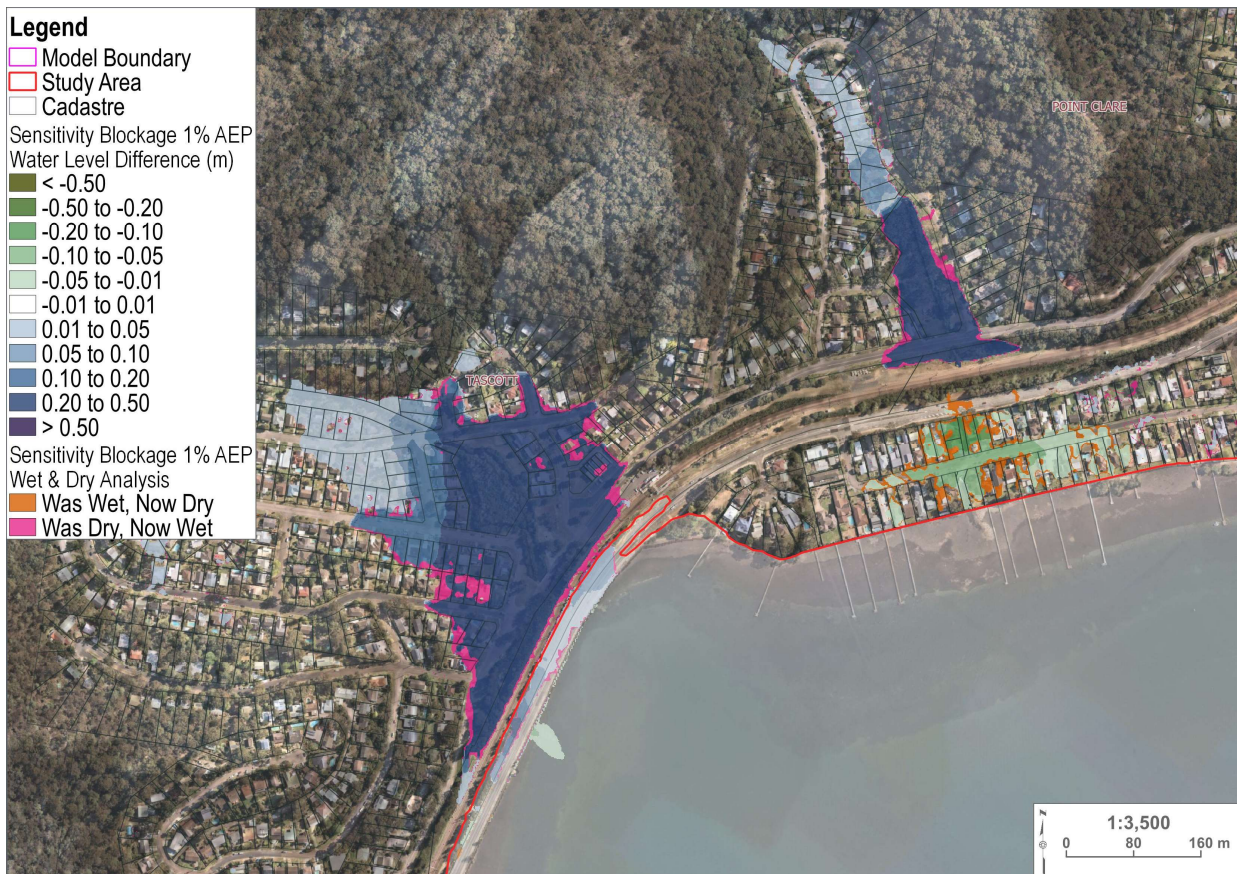 Legend
Model Boundary
Study Area
Cadastre
Sensitivity Blockage 1% AEP
Water Level Difference (m)
< -0.50
-0.50 to -0.20
-0.20 to -0.10
-0.10 to -0.05
-0.05 to -0.01
-0.01 to 0.01
0.01 to 0.05
0.05 to 0.10
0.10 to 0.20
0.20 to 0.50
> 0.50
Sensitivity Blockage 1% AEP
Wet & Dry Analysis
Was Wet, Now Dry
Was Dry, Now Wet
POINT CLARE
TASCOTT
N
1:3,500
0 80 160 m